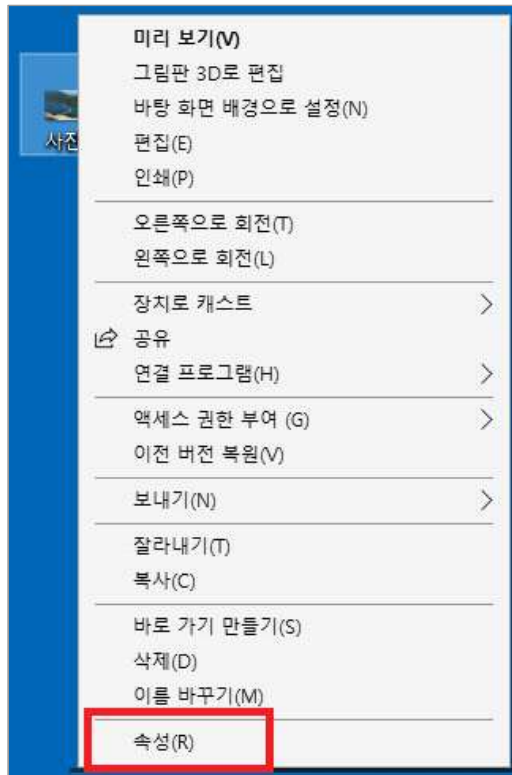 미리 보기(V)
그림판 3D로 편집
바탕 화면 배경으로 설정(N)
편집(E)
인쇄(P)
오른쪽으로 회전(T)
왼쪽으로 회전(L)
장치로 캐스트
공유
연결 프로그램(H)
액세스 권한 부여 (G)
이전 버전 복원(V)
보내기(N)
잘라내기(T)
복사(C)
바로 가기 만들기(S)
삭제(D)
이름 바꾸기(M)
속성(R)
사진